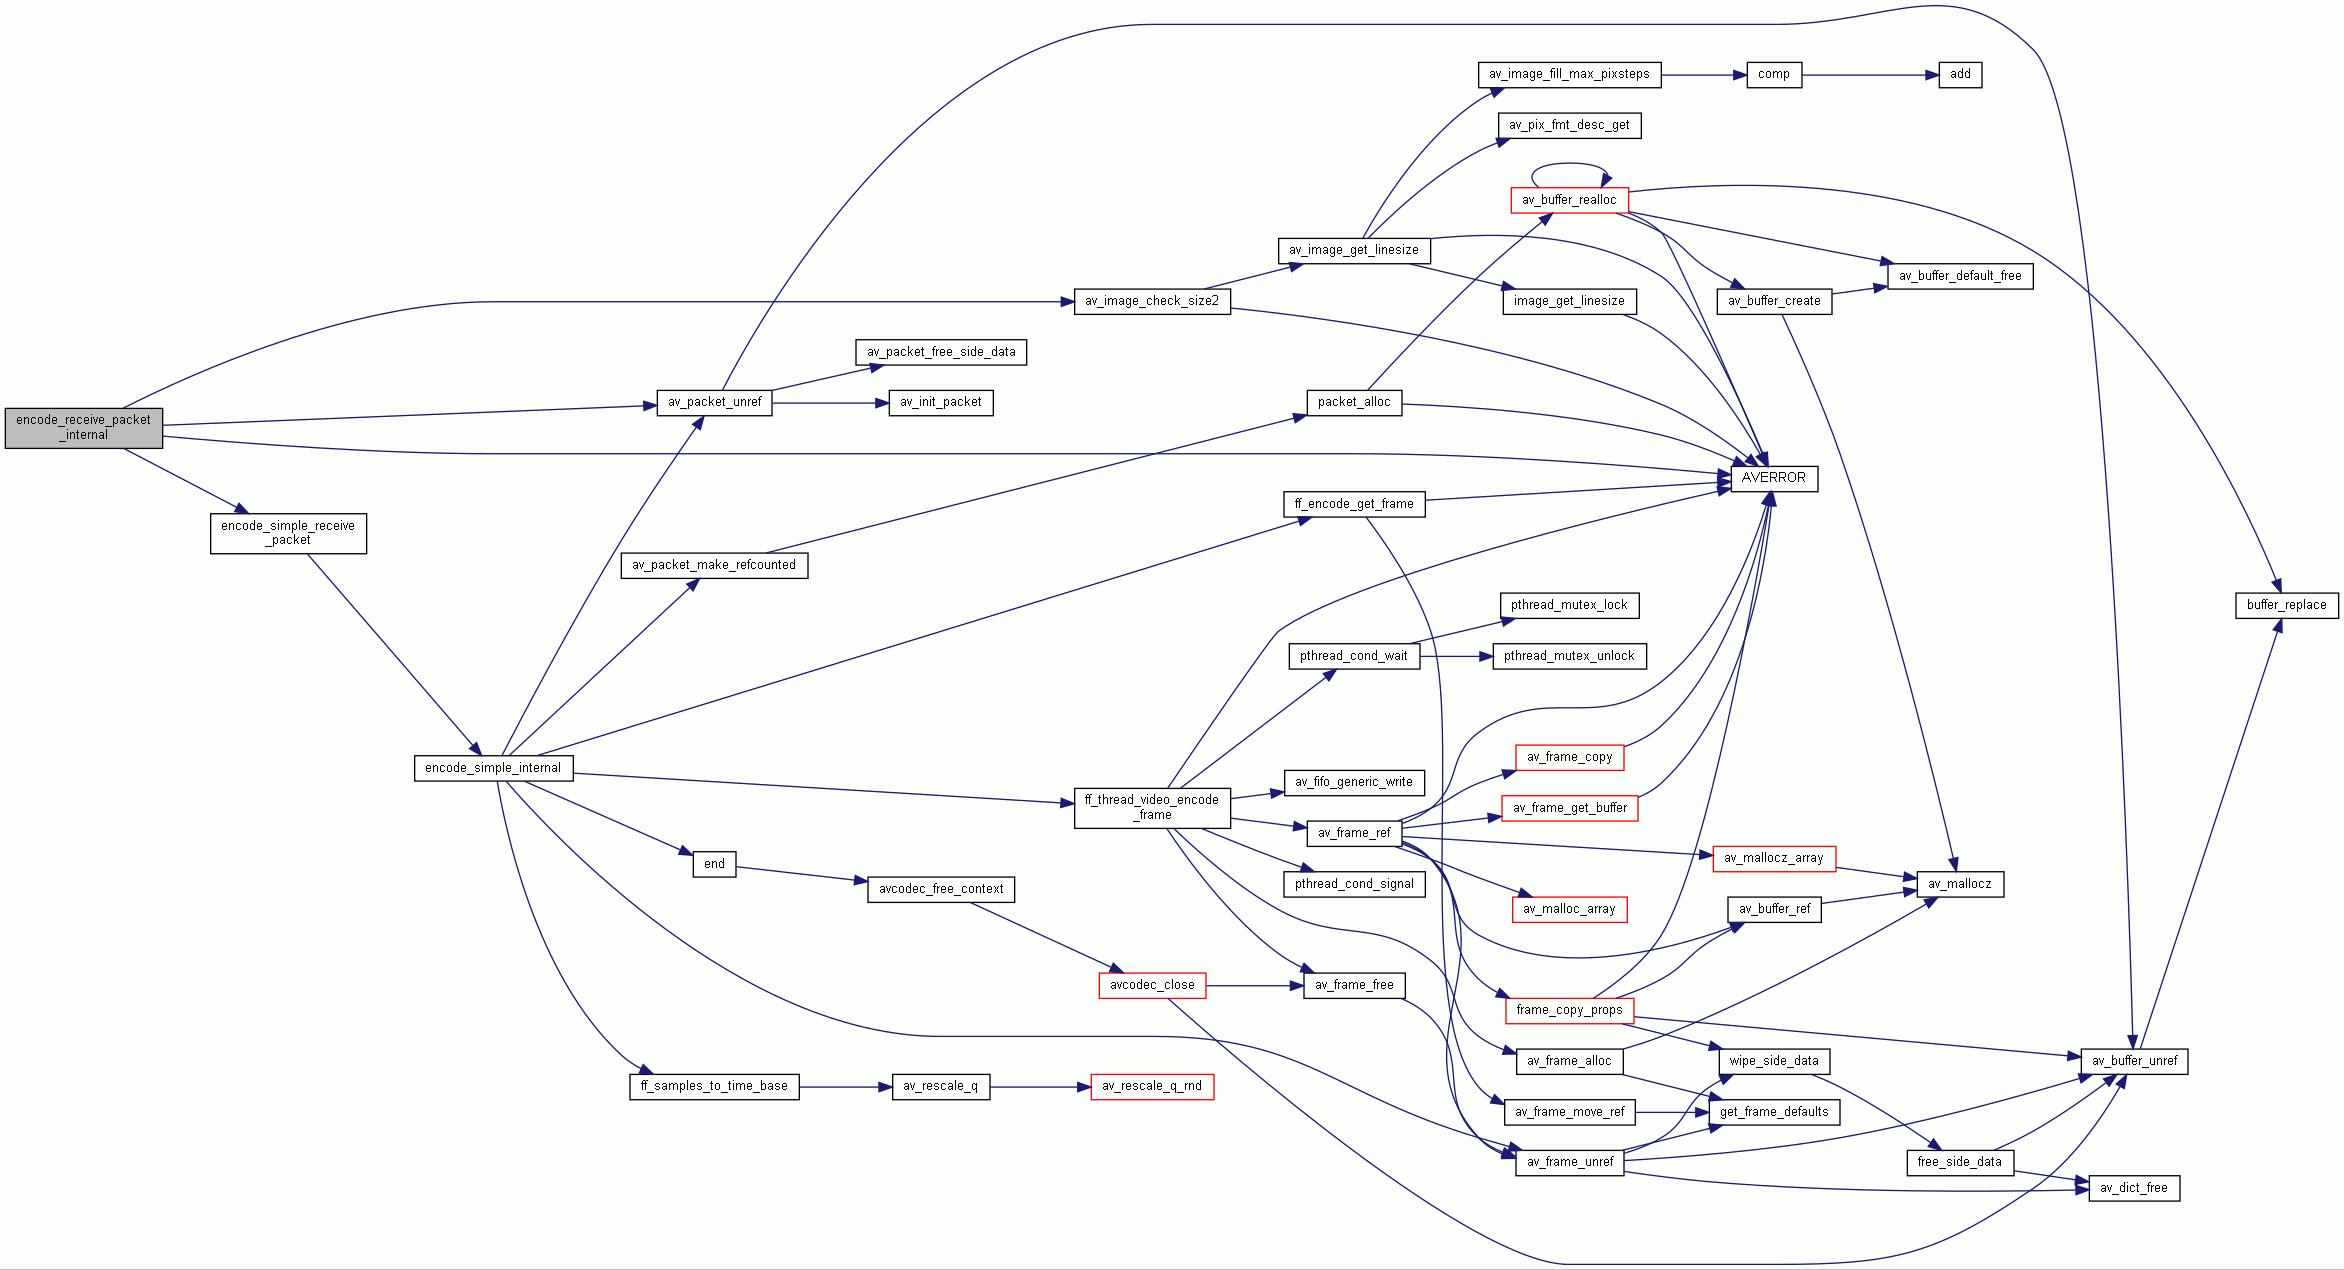 encode_receive_packet
_internal
encode_simple_receive
_packet
encode_simple_internal
av_packet_unref
av_packet_make_refcounted
end
ff_samples_to_time_base
av_packet_free_side_data
av_init_packet
avcodec_free_context
av_rescale_q
av_image_check_size2
ff_thread_video_encode
_frame
avcodec_close
av_rescale_q_rnd
av_image_get_linesize
packet_alloc
ff_encode_get_frame
pthread_cond_wait
av_fifo_generic_write
av_frame_ref
pthread_cond_signal
av_frame_free
av_image_fill_max_pixsteps
av_pix_fmt_desc_get
av_buffer_realloc
image_get_linesize
pthread_mutex_lock
pthread_mutex_unlock
av_frame_copy
av_frame_get_buffer
av_malloc_array
frame_copy_props
av_frame_alloc
av_frame_move_ref
av_frame_unref
comp
av_buffer_create
AVERROR
av_mallocz_array
av_buffer_ref
wipe_side_data
get_frame_defaults
add
av_buffer_default_free
av_mallocz
free_side_data
av_buffer_unref
av_dict_free
buffer_replace